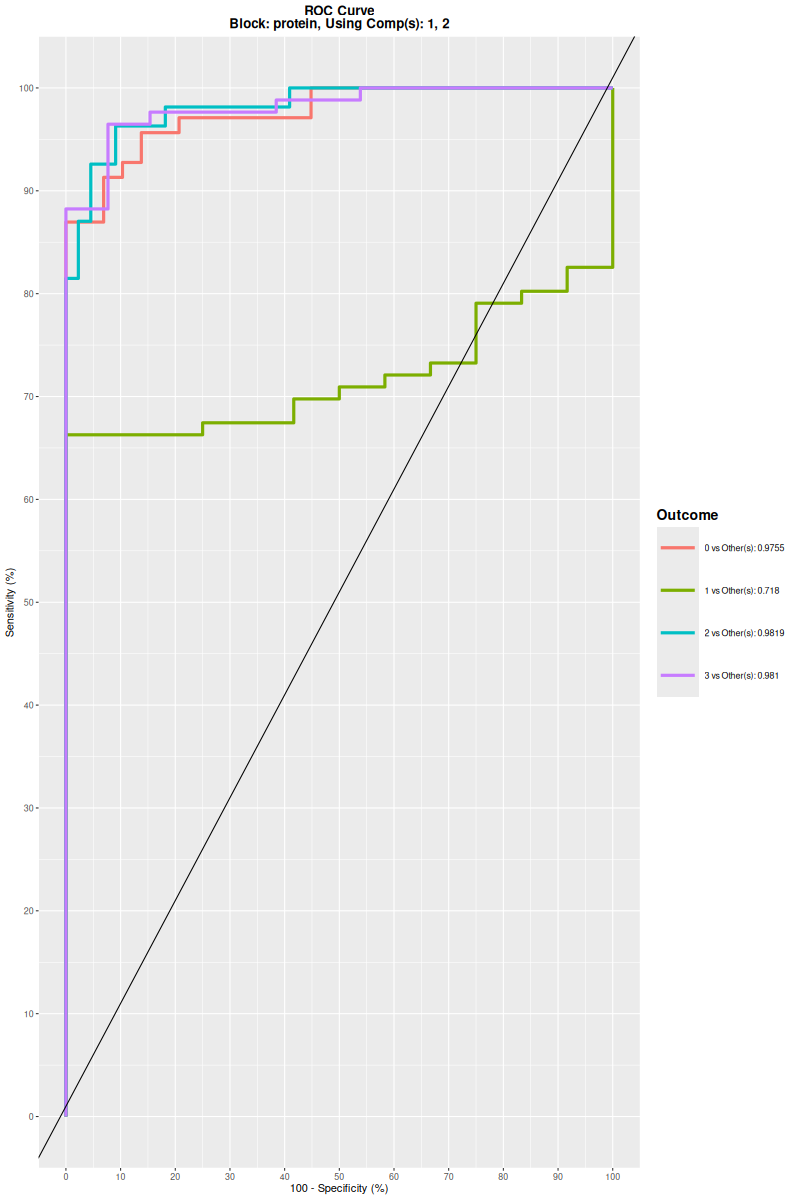 ROC Curve
Block: protein, Using Comp(s): 1, 2
100
90
80
70
60
50
40
30
20
10
0
Sensitivity (%)
0 10 20 30 40 50 60 70 80 90 100
100 - Specificity (%)
Outcome
0 vs Other(s): 0.9755
1 vs Other(s): 0.718
2 vs Other(s): 0.9819
3 vs Other(s): 0.981